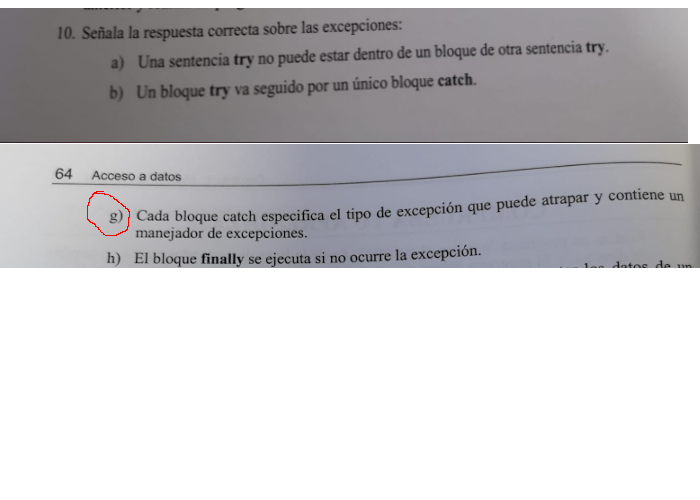 10. Señala la respuesta correcta sobre las excepciones:
a) Una sentencia try no puede estar dentro de un bloque de otra sentencia try.
b) Un bloque try va seguido por un único bloque catch.
64 Acceso a datos
g) Cada bloque catch especifica el tipo de excepción que puede atrapar y contiene un
manejador de excepciones.
h) El bloque finally se ejecuta si no ocurre la excepción.
datos de un